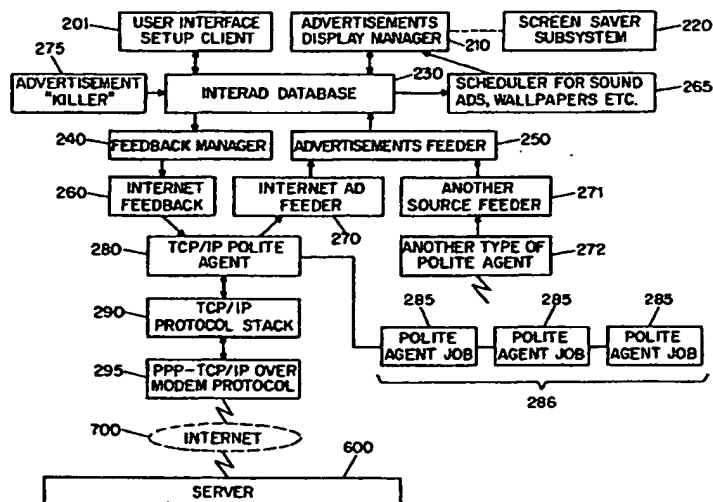 201
USER INTERFACE
SETUP CLIENT
ADVERTISEMENTS
DISPLAY MANAGER
210
SCREEN SAVER
SUBSYSTEM
220
275
ADVERTISEMENT
"KILLER"
INTERAD DATABASE
230
SCHEDULER FOR SOUND
ADS, WALLPAPERS ETC.
265
240
FEEDBACK MANAGER
ADVERTISEMENTS FEEDER
250
260
INTERNET
FEEDBACK
INTERNET AD
FEEDER
270
ANOTHER
SOURCE FEEDER
271
280
TCP/IP POLITE
AGENT
ANOTHER TYPE OF
POLITE AGENT
272
290
TCP/IP
PROTOCOL STACK
285
285
285
POLITE
AGENT JOB
POLITE
AGENT JOB
POLITE
AGENT JOB
286
295
PPP-TCP/IP OVER
MODEM PROTOCOL
700
INTERNET
600
SERVER